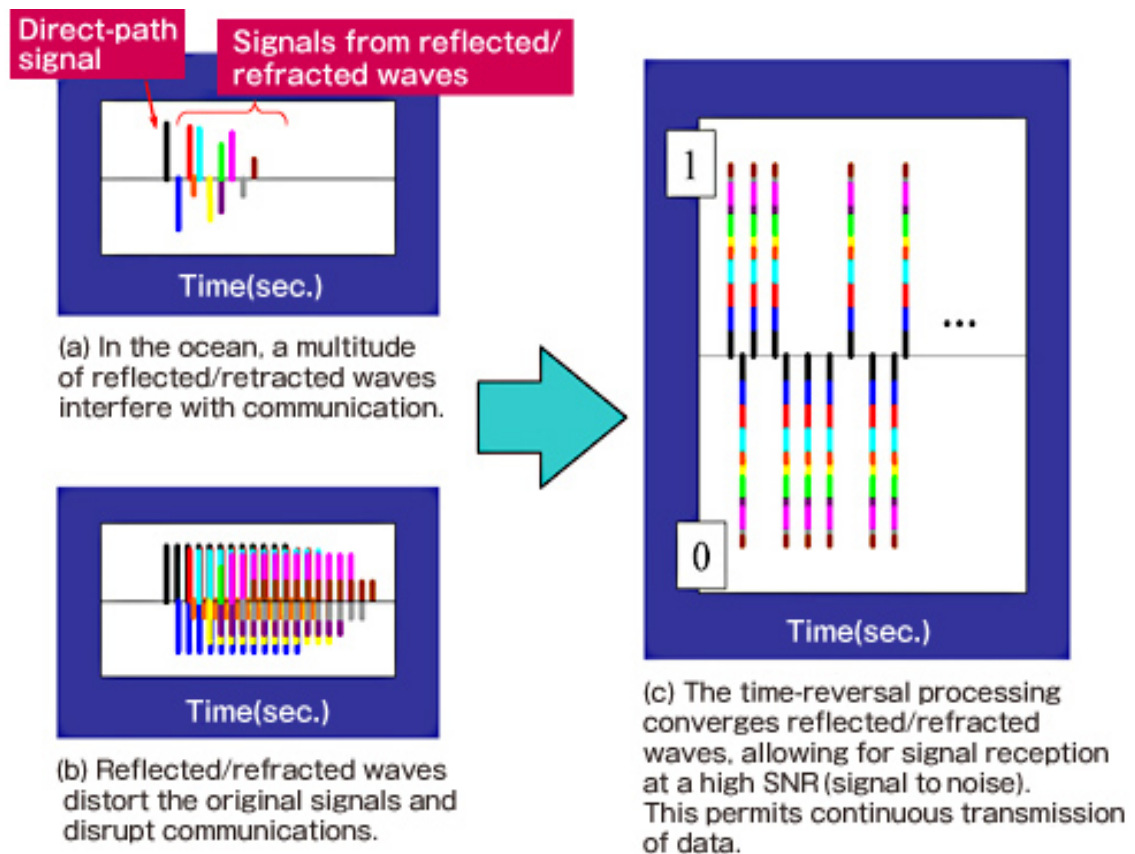 Direct-path
signal
Signals from reflected/
refracted waves
Time(sec.)
(a) In the ocean, a multitude
of reflected/retracted waves
interfere with communication.
Time(sec.)
(b) Reflected/refracted waves
distort the original signals and
disrupt communications.
1
...
0
Time(sec.)
(c) The time-reversal processing
converges reflected/refracted
waves, allowing for signal reception
at a high SNR (signal to noise).
This permits continuous transmission
of data.